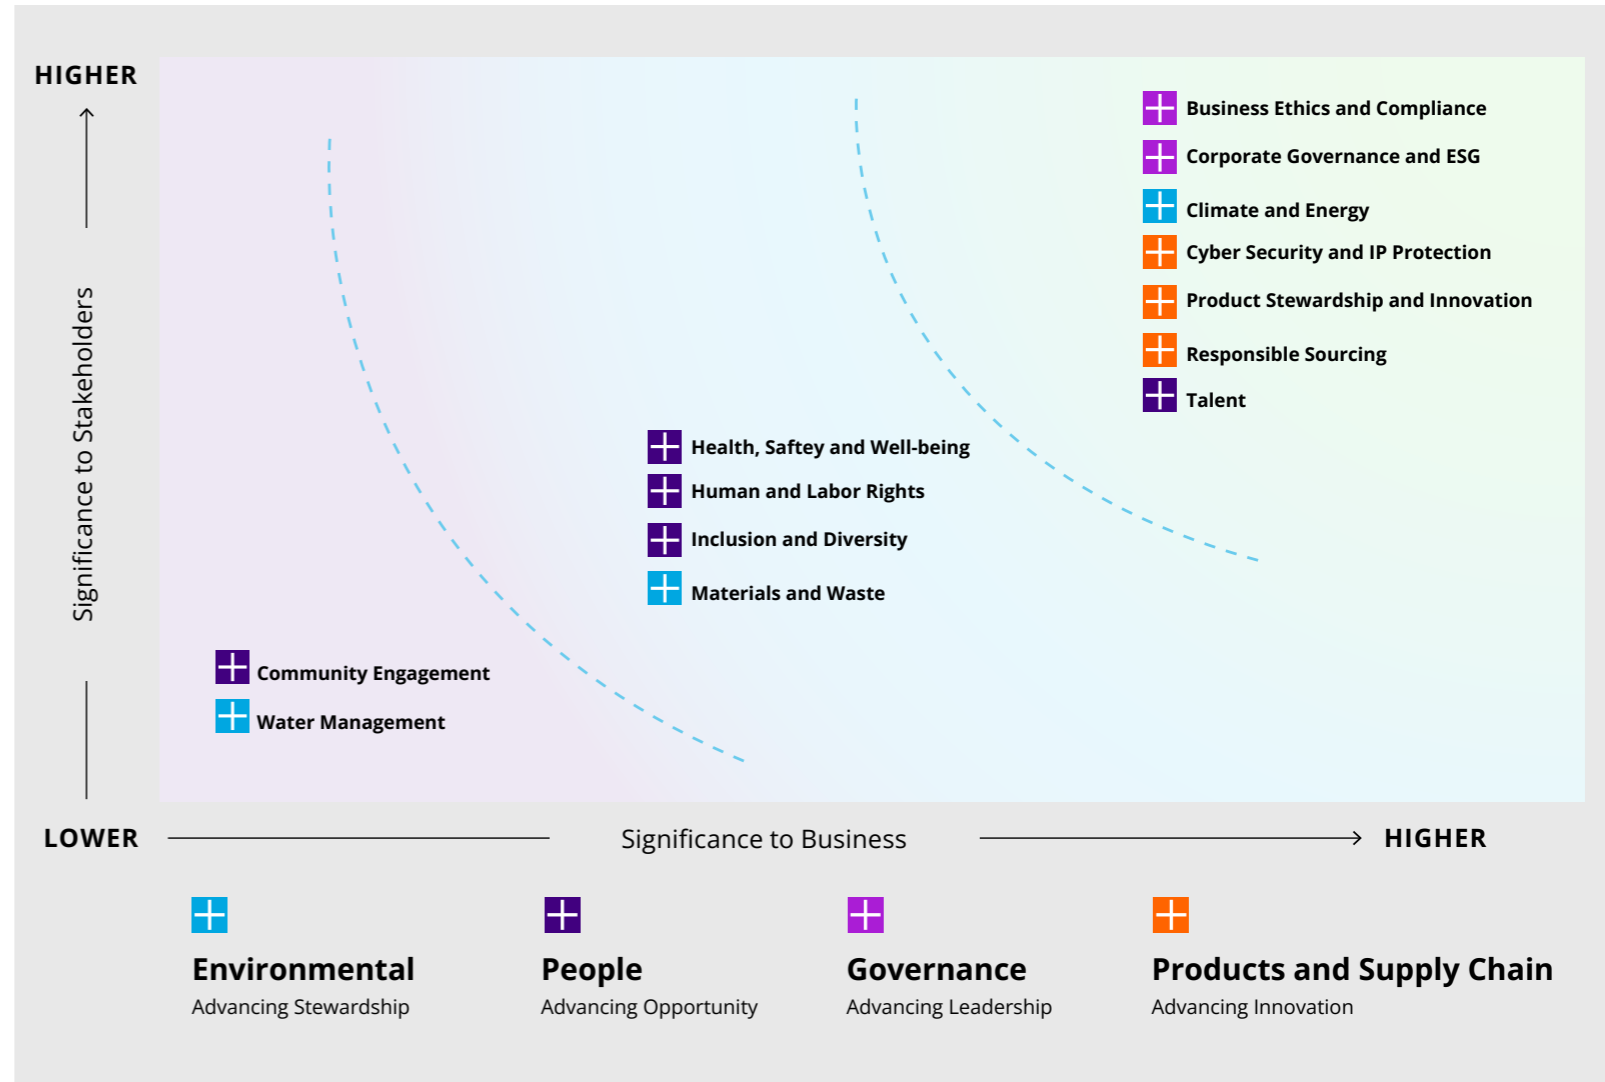 HIGHER
Significance to Stakeholders
Business Ethics and Compliance
Corporate Governance and ESG
Climate and Energy
Cyber Security and IP Protection
Product Stewardship and Innovation
Responsible Sourcing
Talent
Health, Saftey and Well-being
Human and Labor Rights
Inclusion and Diversity
Materials and Waste
Community Engagement
Water Management
LOWER
Significance to Business
HIGHER
Environmental
Advancing Stewardship
People
Advancing Opportunity
Governance
Advancing Leadership
Products and Supply Chain
Advancing Innovation